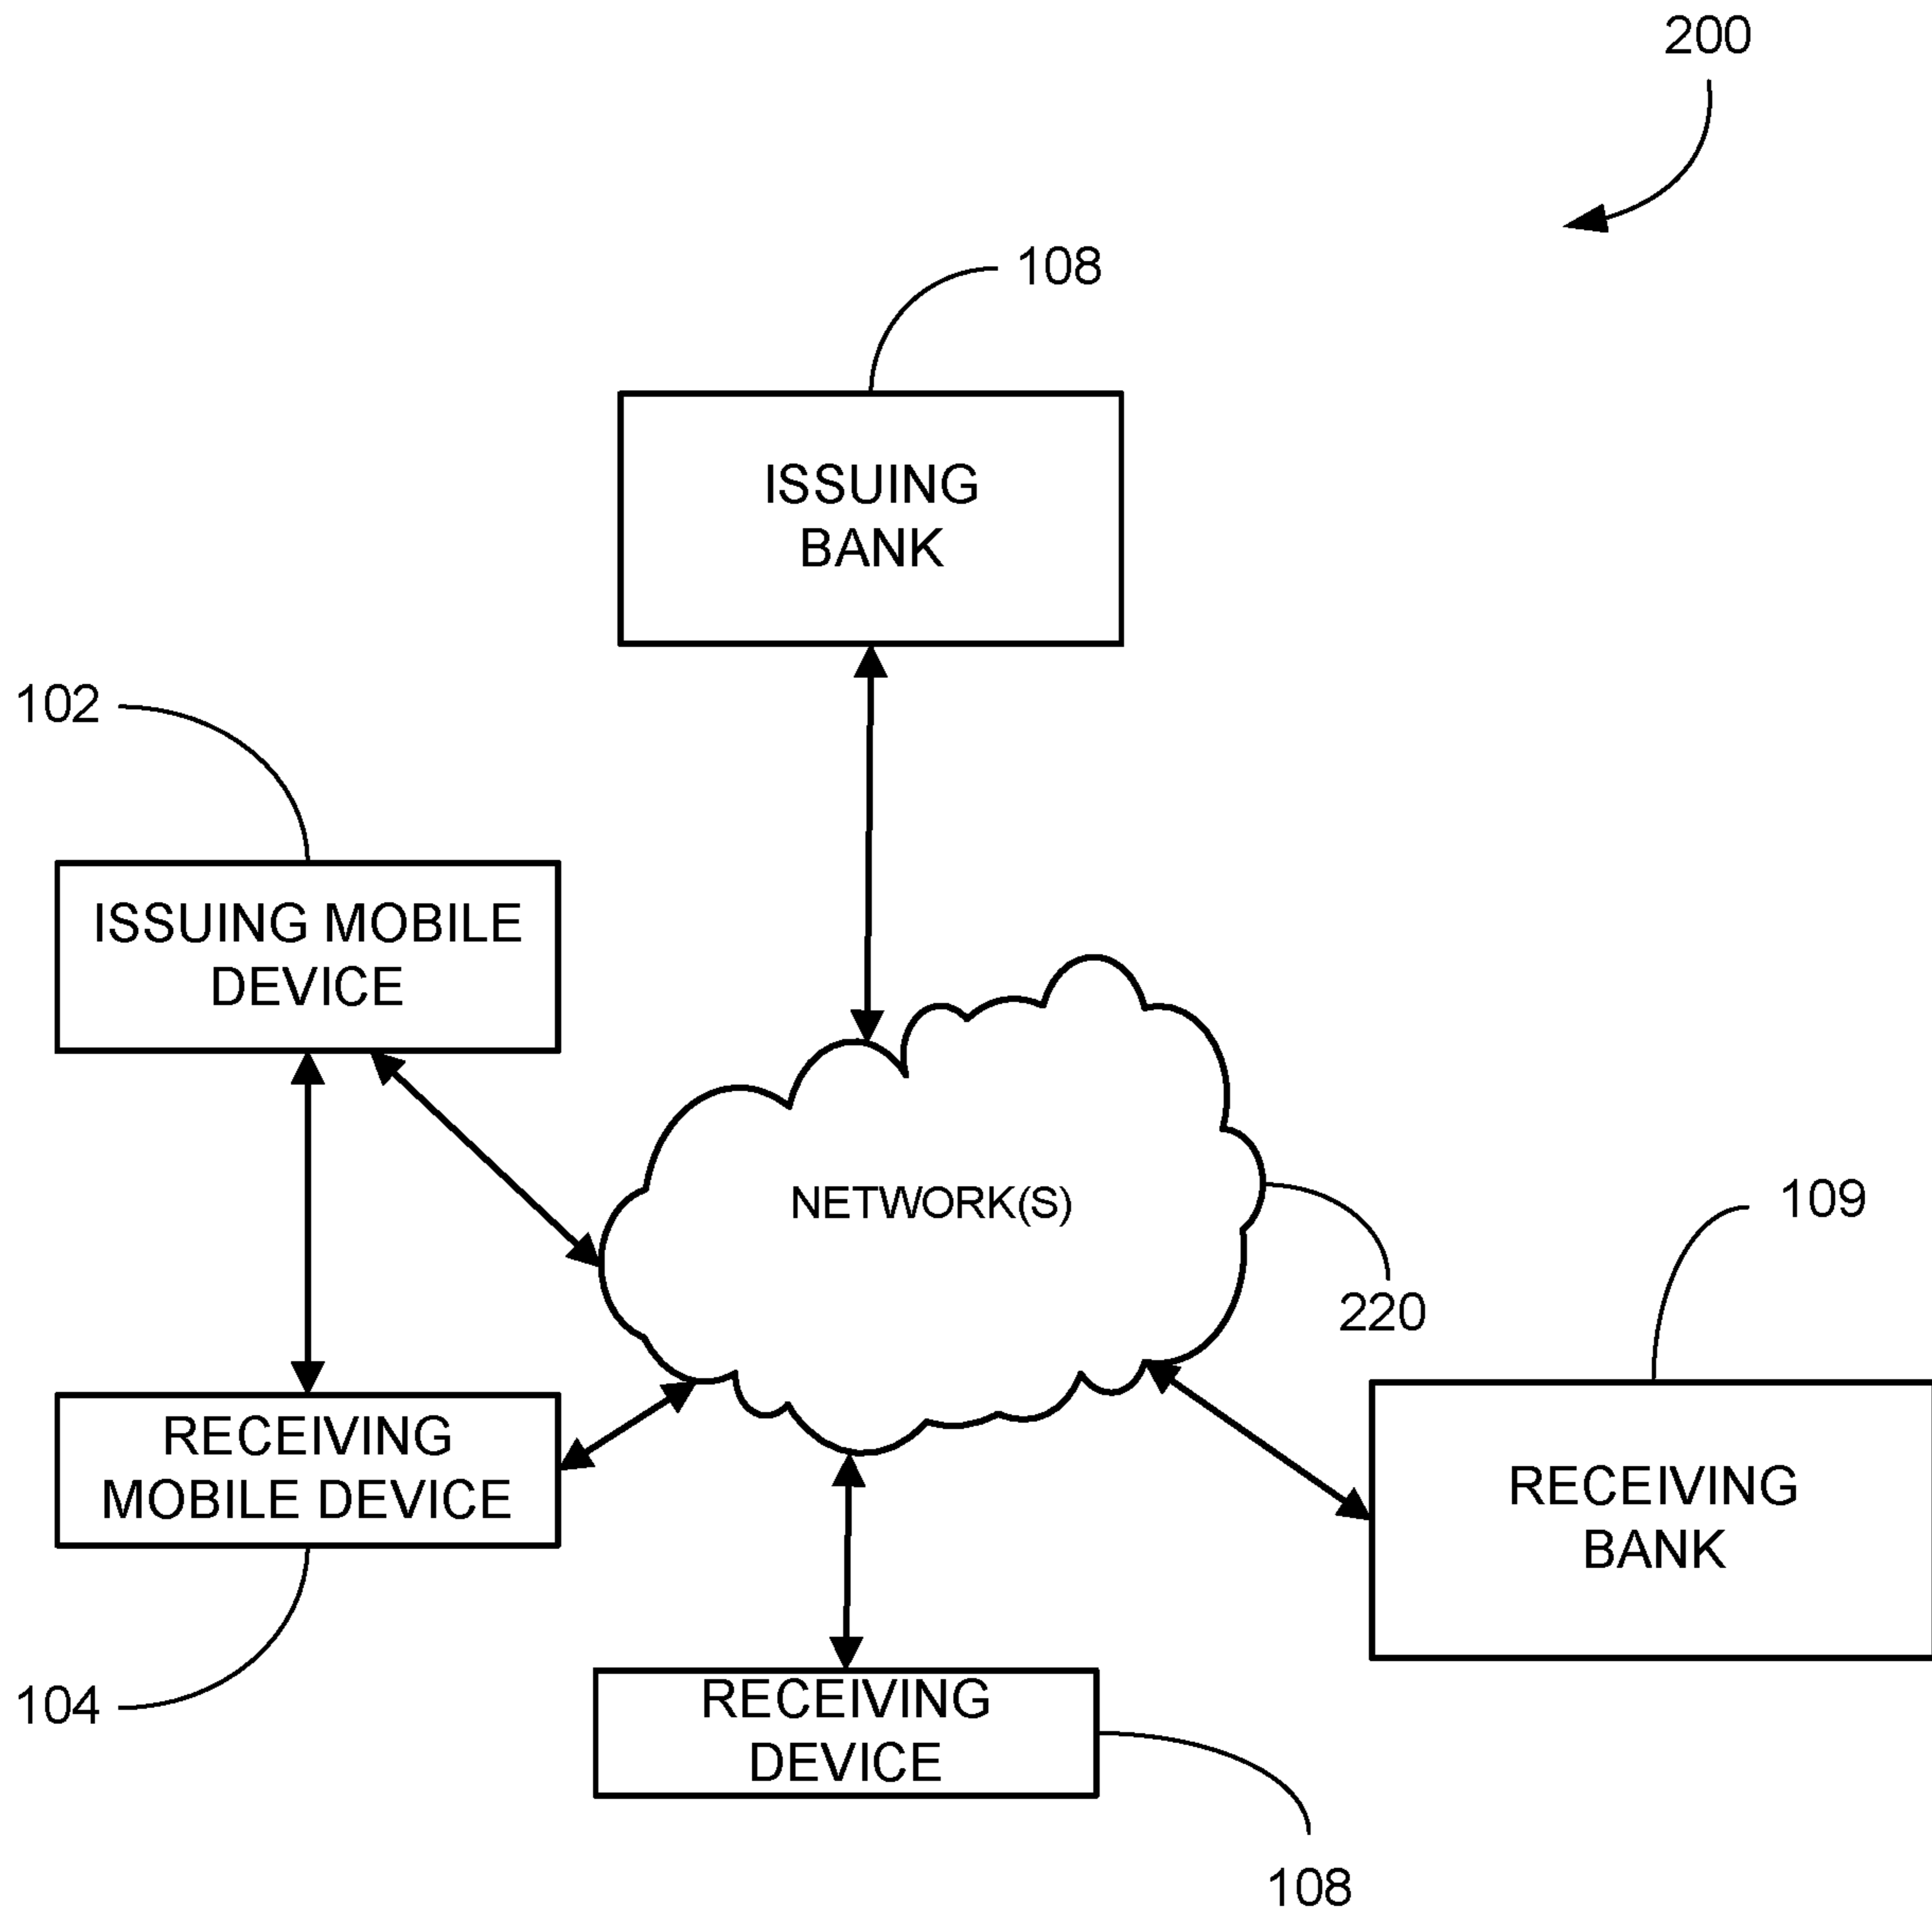 200
108
ISSUING
BANK
102
ISSUING MOBILE
DEVICE
NETWORK(S)
109
220
RECEIVING
MOBILE DEVICE
RECEIVING
BANK
104
RECEIVING
DEVICE
108